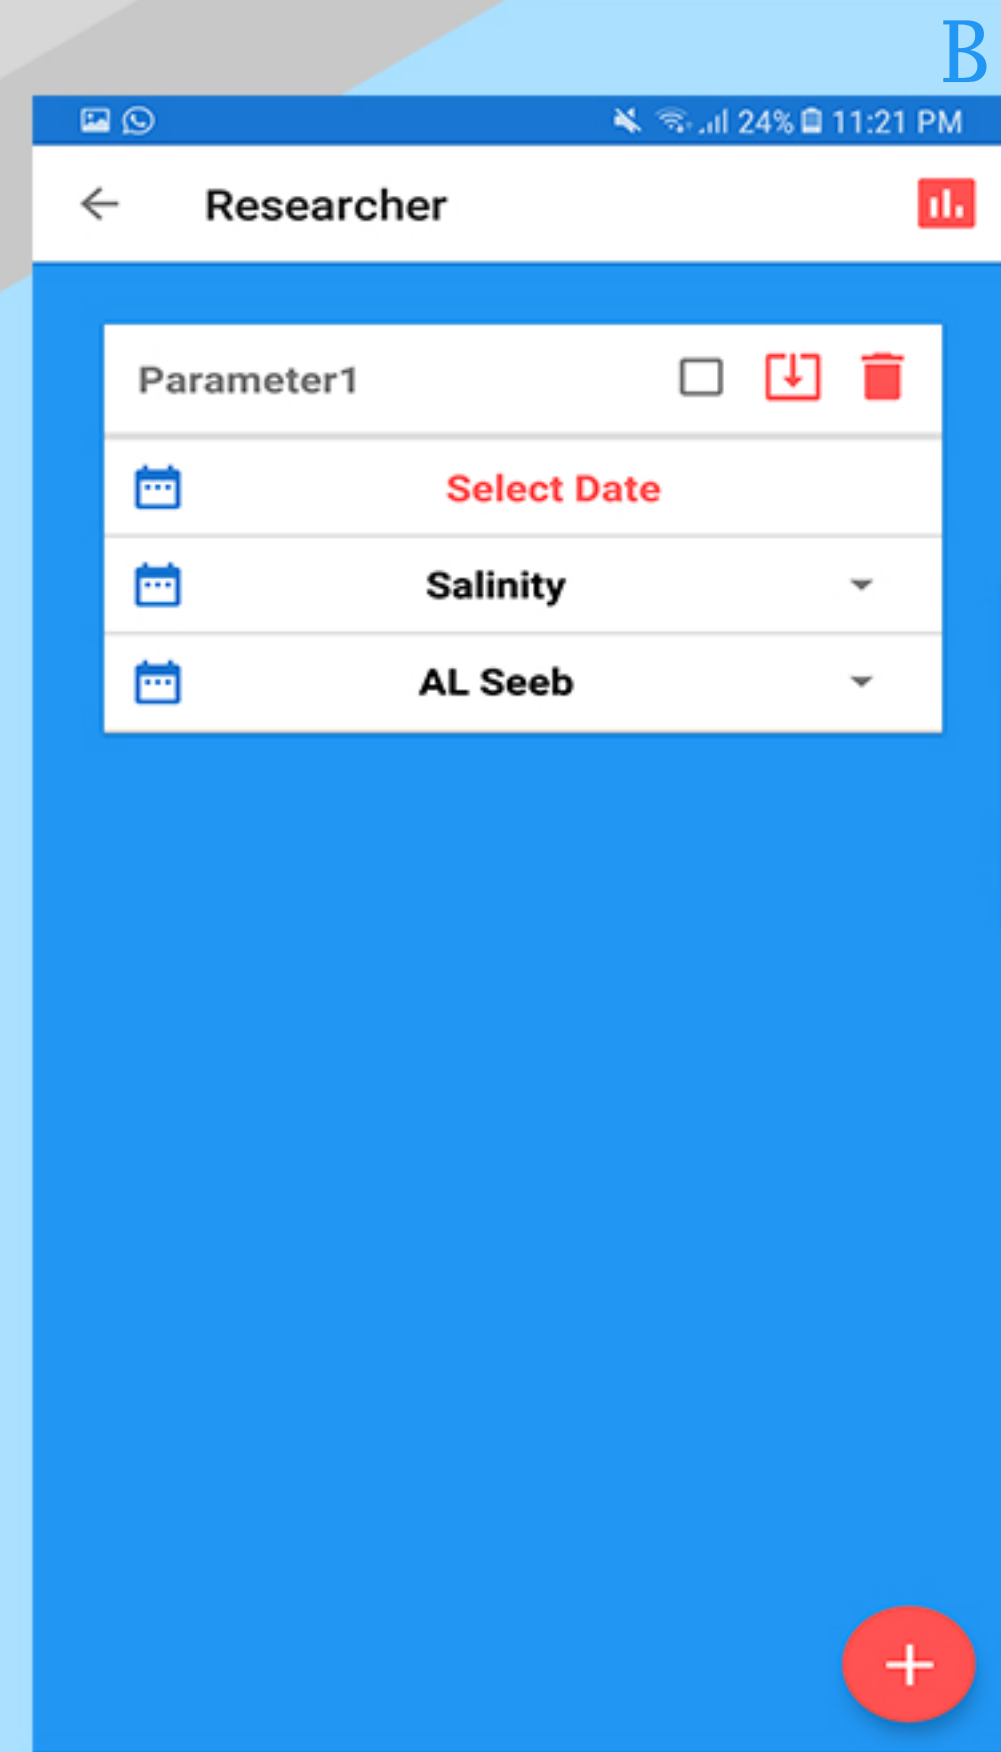 B
24% 11:21 PM
Researcher
Parameter1
Select Date
Salinity
AL Seeb